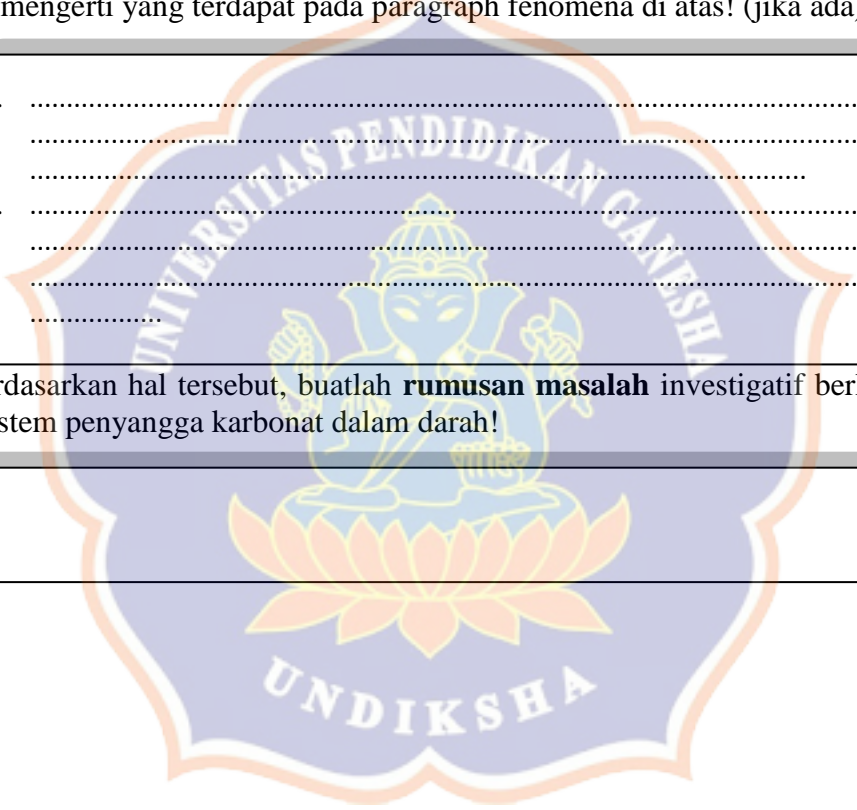 mengerti yang terdapat pada paragraph fenomena di atas! (jika ada)
. ..............................................................................................................
..............................................................................................................
..........................................................................................................
. ..............................................................................................................
..............................................................................................................
..............................................................................................................
..................
UNIVERSITAS PENDIDIKAN GANESHA
rdasarkan hal tersebut, buatlah rumusan masalah investigatif berl
stem penyangga karbonat dalam darah!
UNDIKSHA